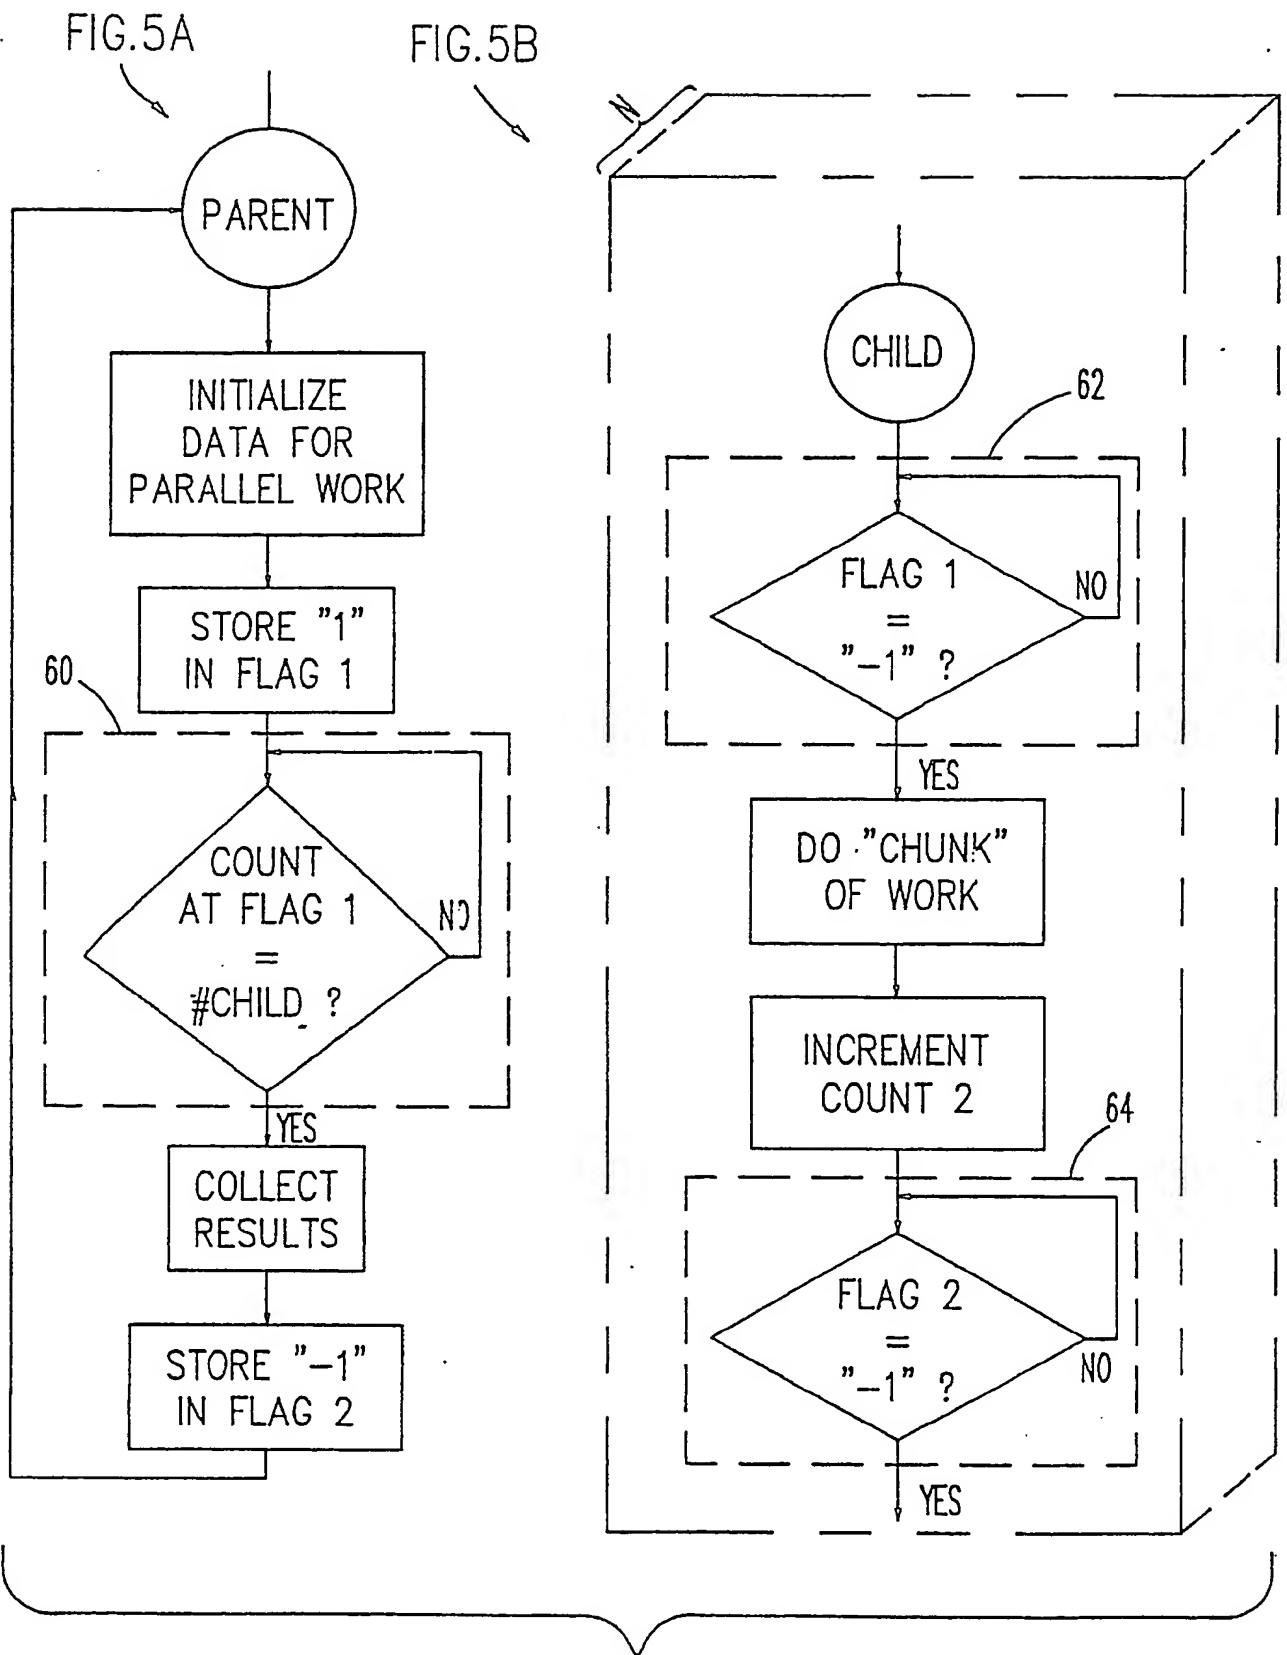 FIG.5A
PARENT
INITIALIZE
DATA FOR
PARALLEL WORK
STORE "1"
IN FLAG 1
60
COUNT
AT FLAG 1
=
#CHILD ?
NO
YES
COLLECT
RESULTS
STORE "-1"
IN FLAG 2
FIG.5B
N
CHILD
62
FLAG 1
=
"-1" ?
NO
YES
DO "CHUNK"
OF WORK
INCREMENT
COUNT 2
64
FLAG 2
=
"-1" ?
NO
YES